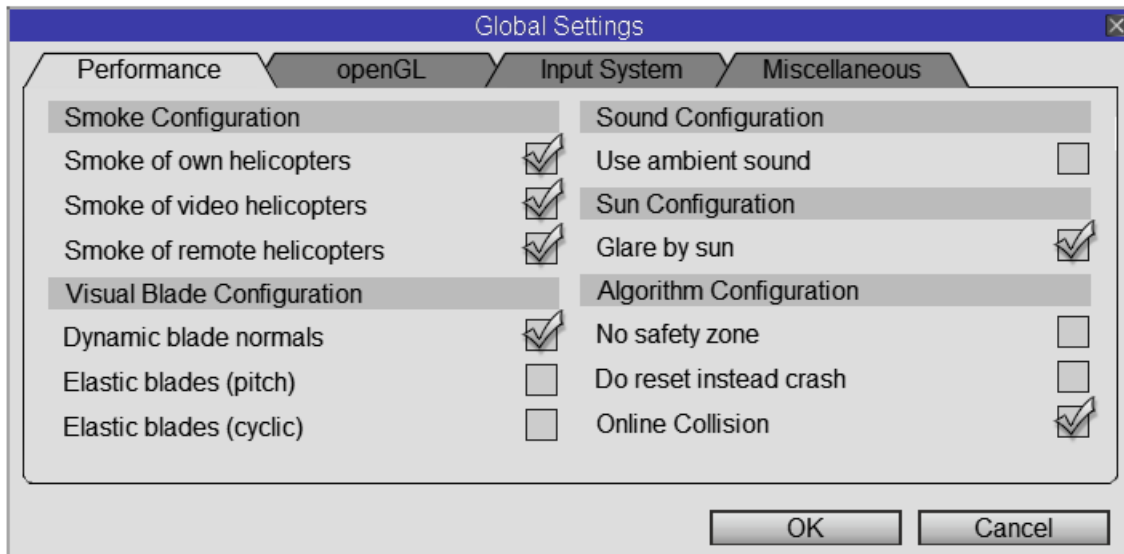 Global Settings
Performance openGL Input System Miscellaneous
Smoke Configuration
Smoke of own helicopters
Smoke of video helicopters
Smoke of remote helicopters
Visual Blade Configuration
Dynamic blade normals
Elastic blades (pitch)
Elastic blades (cyclic)
Sound Configuration
Use ambient sound
Sun Configuration
Glare by sun
Algorithm Configuration
No safety zone
Do reset instead crash
Online Collision
OK Cancel